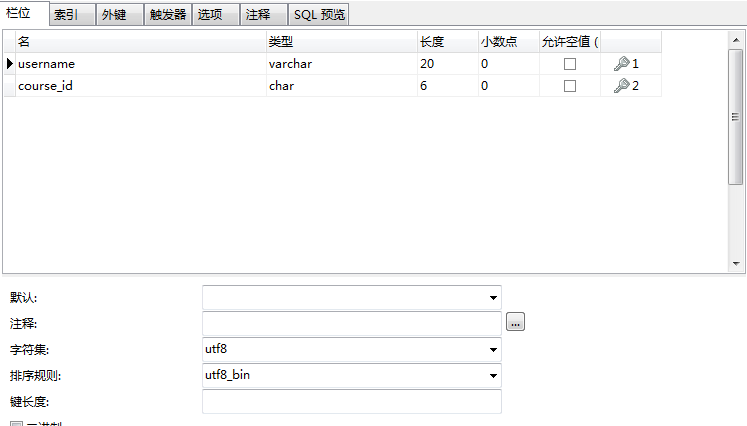 栏位 索引 外键 触发器 选项 注释 SQL 预览
名 类型 长度 小数点 允许空值 (
username varchar 20 0 1
course_id char 6 0 2
默认:
注释: ...
字符集: utf8
排序规则: utf8_bin
键长度: